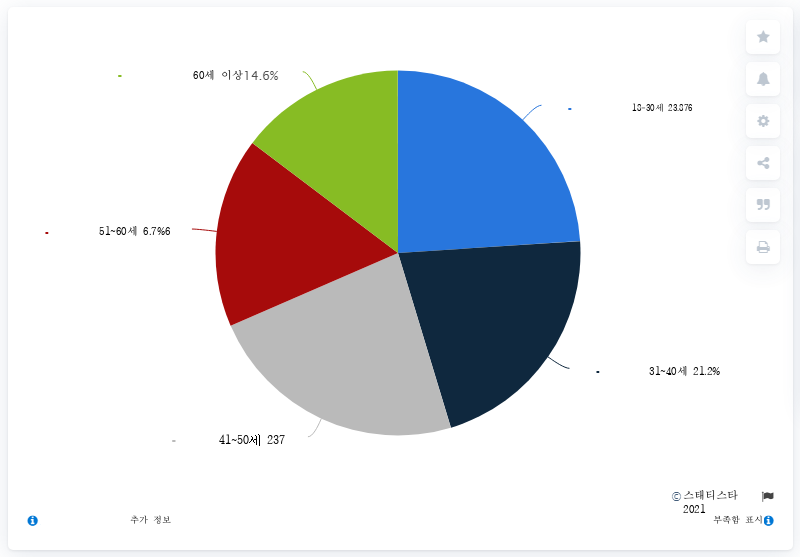 60세 이상14.6%
18~30세 23.876
51~60세 6.7%6
31~40세 21.2%
41~50세 237
© 스태티스타
2021
추가 정보
부족함 표시